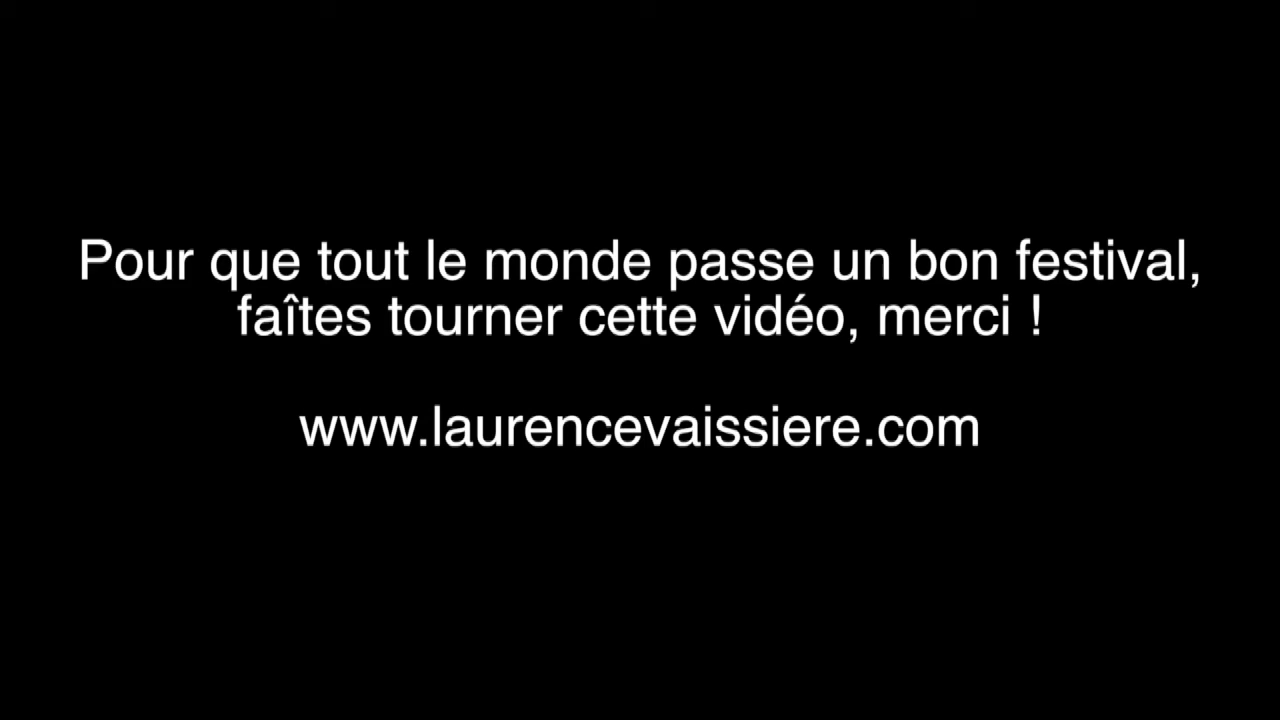 Pour que tout le monde passe un bon festival,
faîtes tourner cette vidéo, merci !
www.laurencevaissiere.com